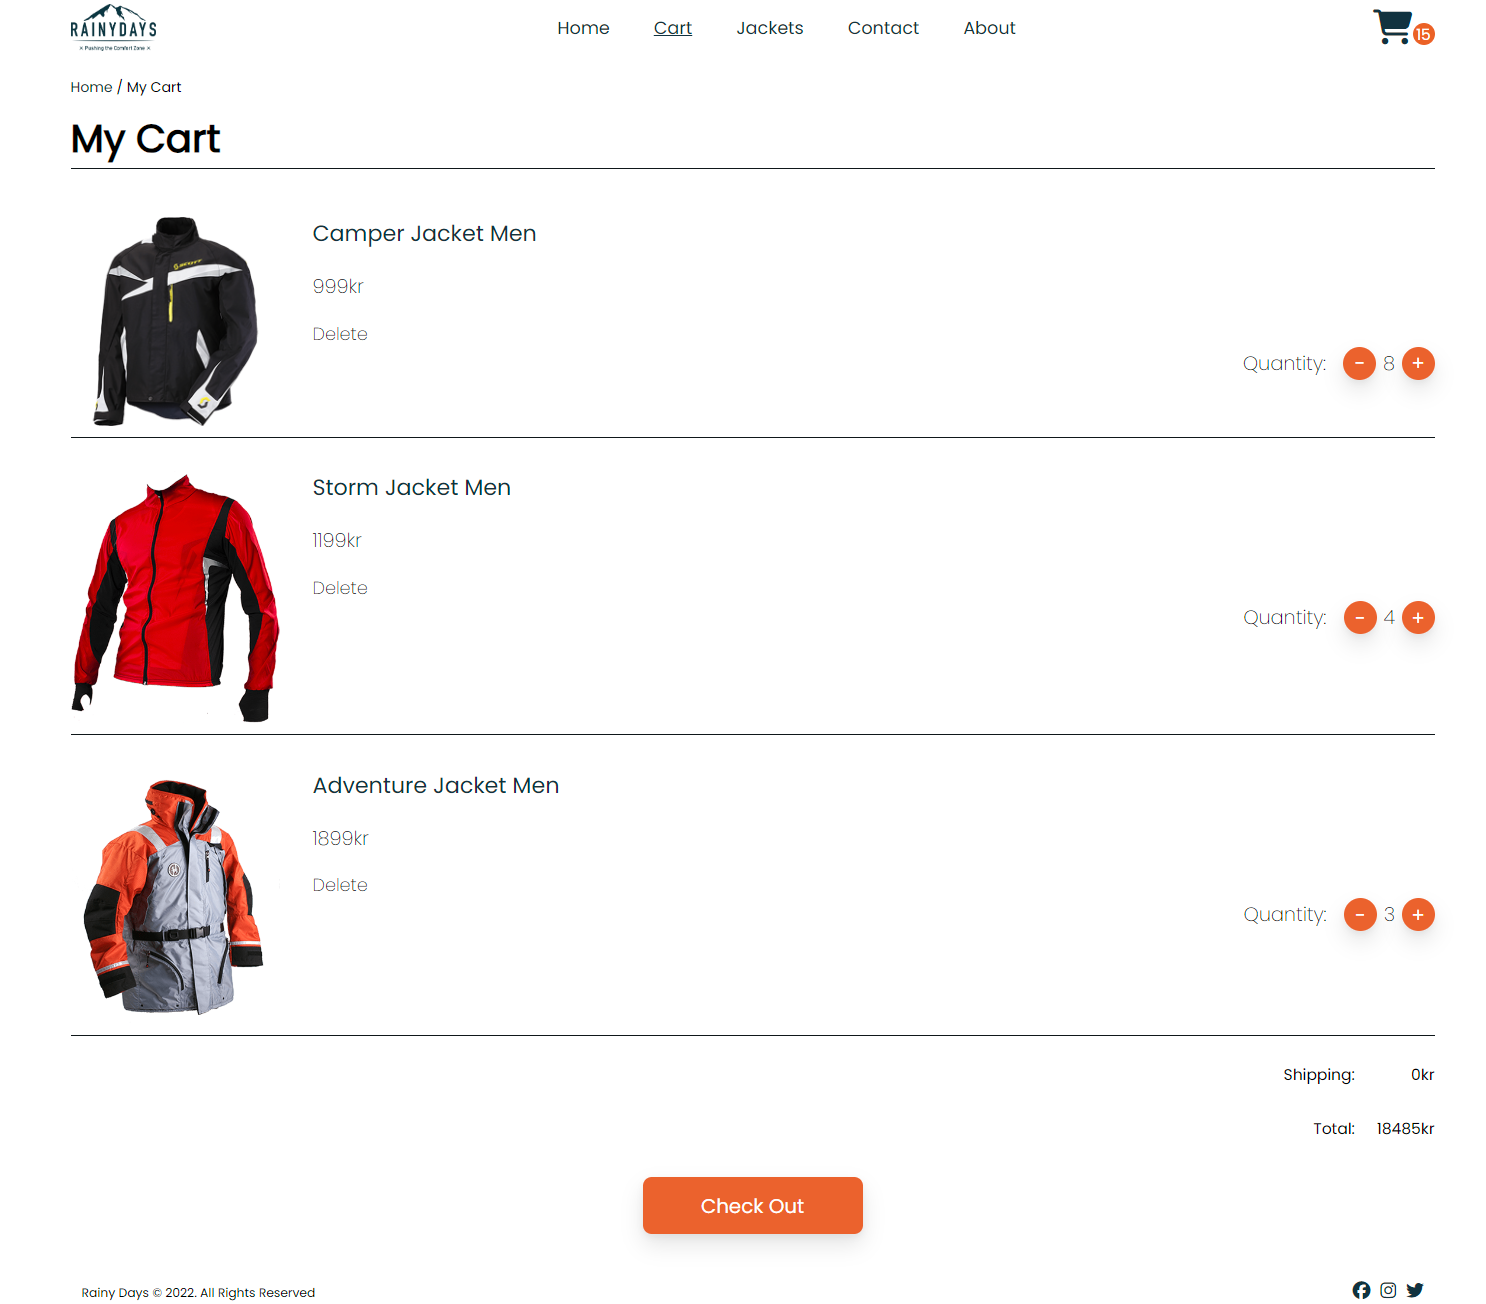 RAINYDAYS
× Pushing the Comfort Zone ×
Home Cart Jackets Contact About
15
Home / My Cart
My Cart
Camper Jacket Men
999kr
Delete
Quantity: - 8 +
SCOTT
Storm Jacket Men
1199kr
Delete
Quantity: - 4 +
Adventure Jacket Men
1899kr
Delete
Quantity: - 3 +
Shipping: 0kr
Total: 18485kr
Check Out
Rainy Days © 2022. All Rights Reserved